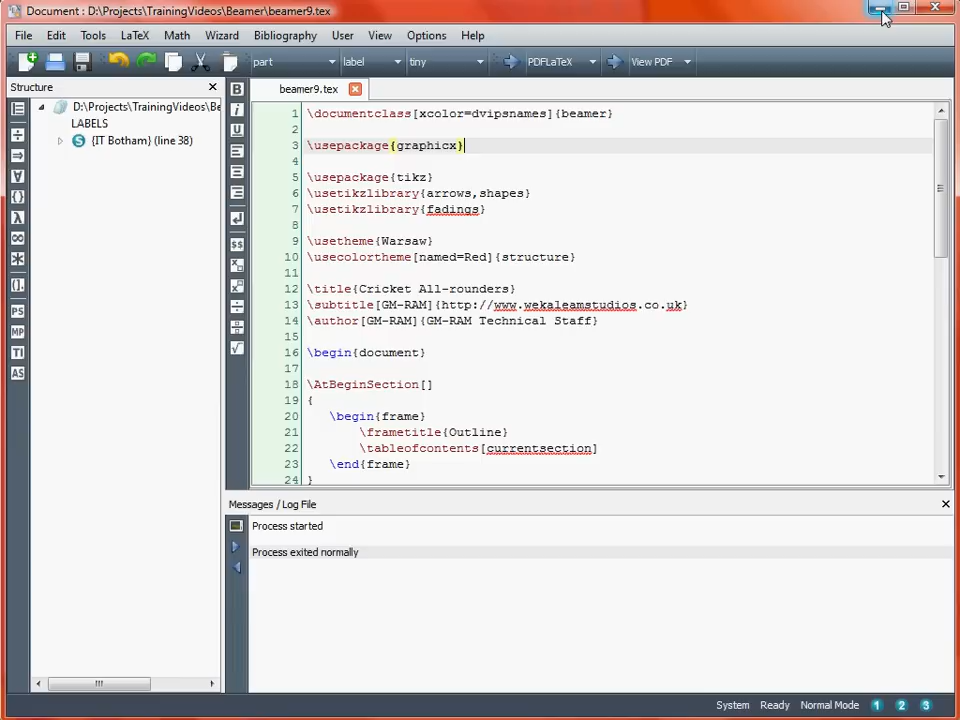 Document : D:\Projects\TrainingVideos\Beamer\beamer9.tex
File Edit Tools LaTeX Math Wizard Bibliography User View Options Help
part label tiny PDFLaTeX View PDF
Structure
beamer9.tex
D:\Projects\TrainingVideos\Be
LABELS
{IT Botham} (line 38)
PS
MP
TI
AS
B
i
U
$$
1 \documentclass[xcolor=dvipsnames]{beamer}
2
3 \usepackage{graphicx}
4
5 \usepackage{tikz}
6 \usetikzlibrary{arrows,shapes}
7 \usetikzlibrary{fadings}
8
9 \usetheme{Warsaw}
10 \usecolortheme[named=Red]{structure}
11
12 \title{Cricket All-rounders}
13 \subtitle[GM-RAM]{http://www.wekaleamstudios.co.uk}
14 \author[GM-RAM]{GM-RAM Technical Staff}
15
16 \begin{document}
17
18 \AtBeginSection[]
19 {
20 \begin{frame}
21 \frametitle{Outline}
22 \tableofcontents[currentsection]
23 \end{frame}
24 }
Messages / Log File
Process started
Process exited normally
System Ready Normal Mode 1 2 3